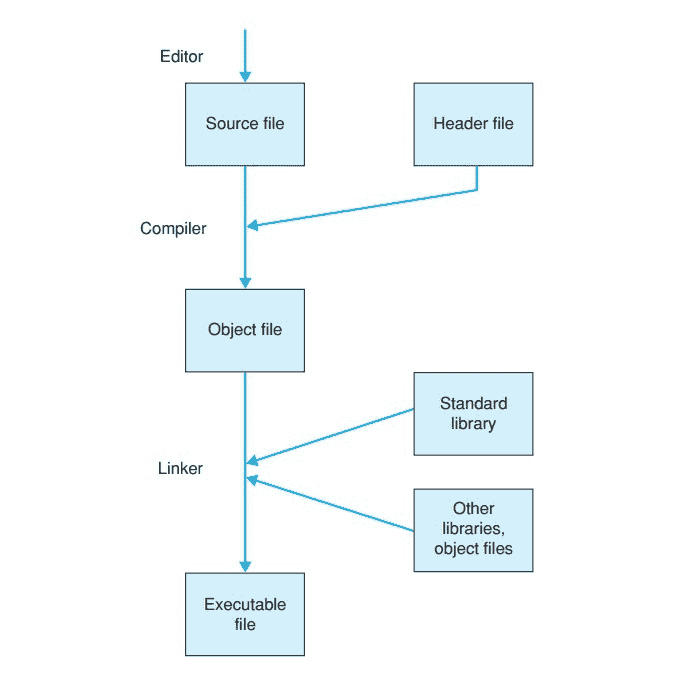 Editor
Source file
Header file
Compiler
Object file
Standard
library
Linker
Other
libraries,
object files
Executable
file